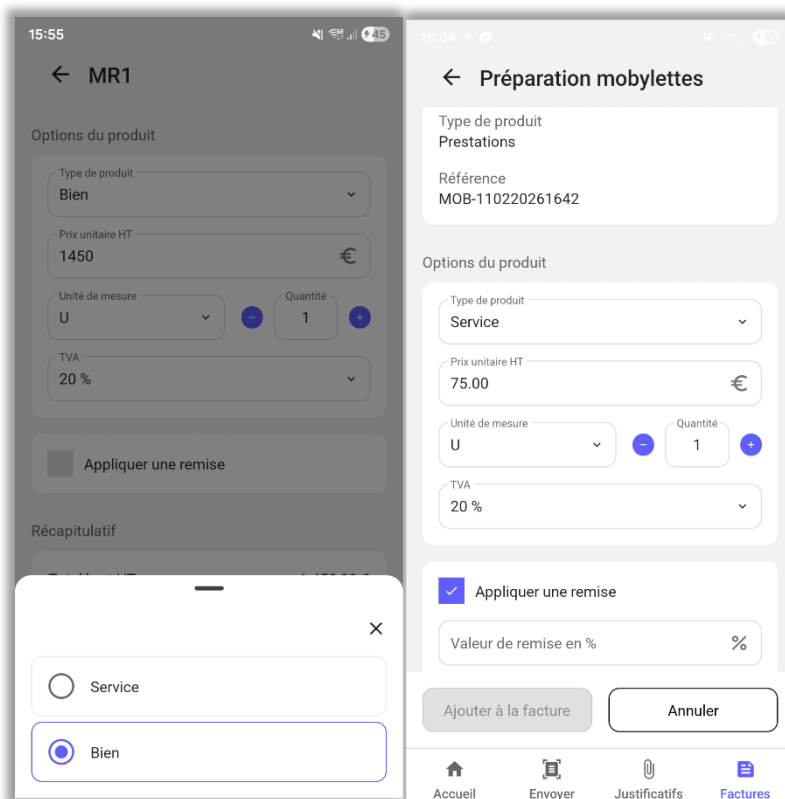 15:55
45
MR1
Options du produit
Type de produit
Bien
Prix unitaire HT
1450
€
Unité de mesure
U
Quantité
1
TVA
20 %
Appliquer une remise
Récapitulatif
Service
Bien
16:04
Préparation mobylettes
Type de produit
Prestations
Référence
MOB-110220261642
Options du produit
Type de produit
Service
Prix unitaire HT
75.00
€
Unité de mesure
U
Quantité
1
TVA
20 %
Appliquer une remise
Valeur de remise en %
%
Ajouter à la facture
Annuler
Accueil
Envoyer
Justificatifs
Factures